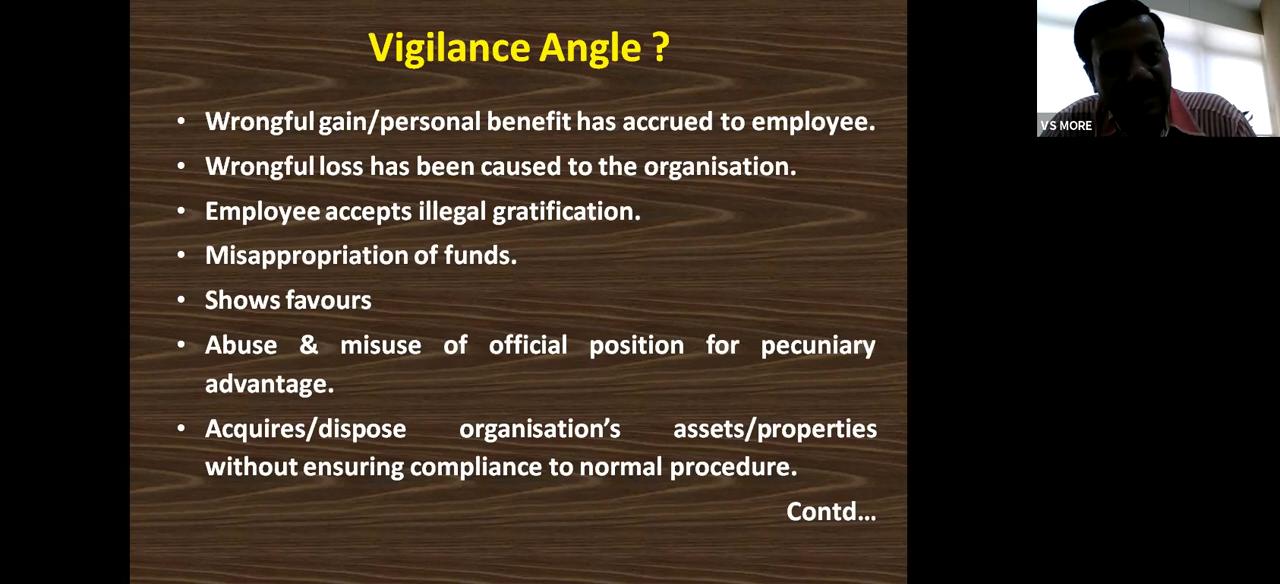 Vigilance Angle ?
• Wrongful gain/personal benefit has accrued to employee.
• Wrongful loss has been caused to the organisation.
• Employee accepts illegal gratification.
• Misappropriation of funds.
• Shows favours
• Abuse & misuse of official position for pecuniary
advantage.
• Acquires/dispose organisation’s assets/properties
without ensuring compliance to normal procedure.
Contd…
V S MORE